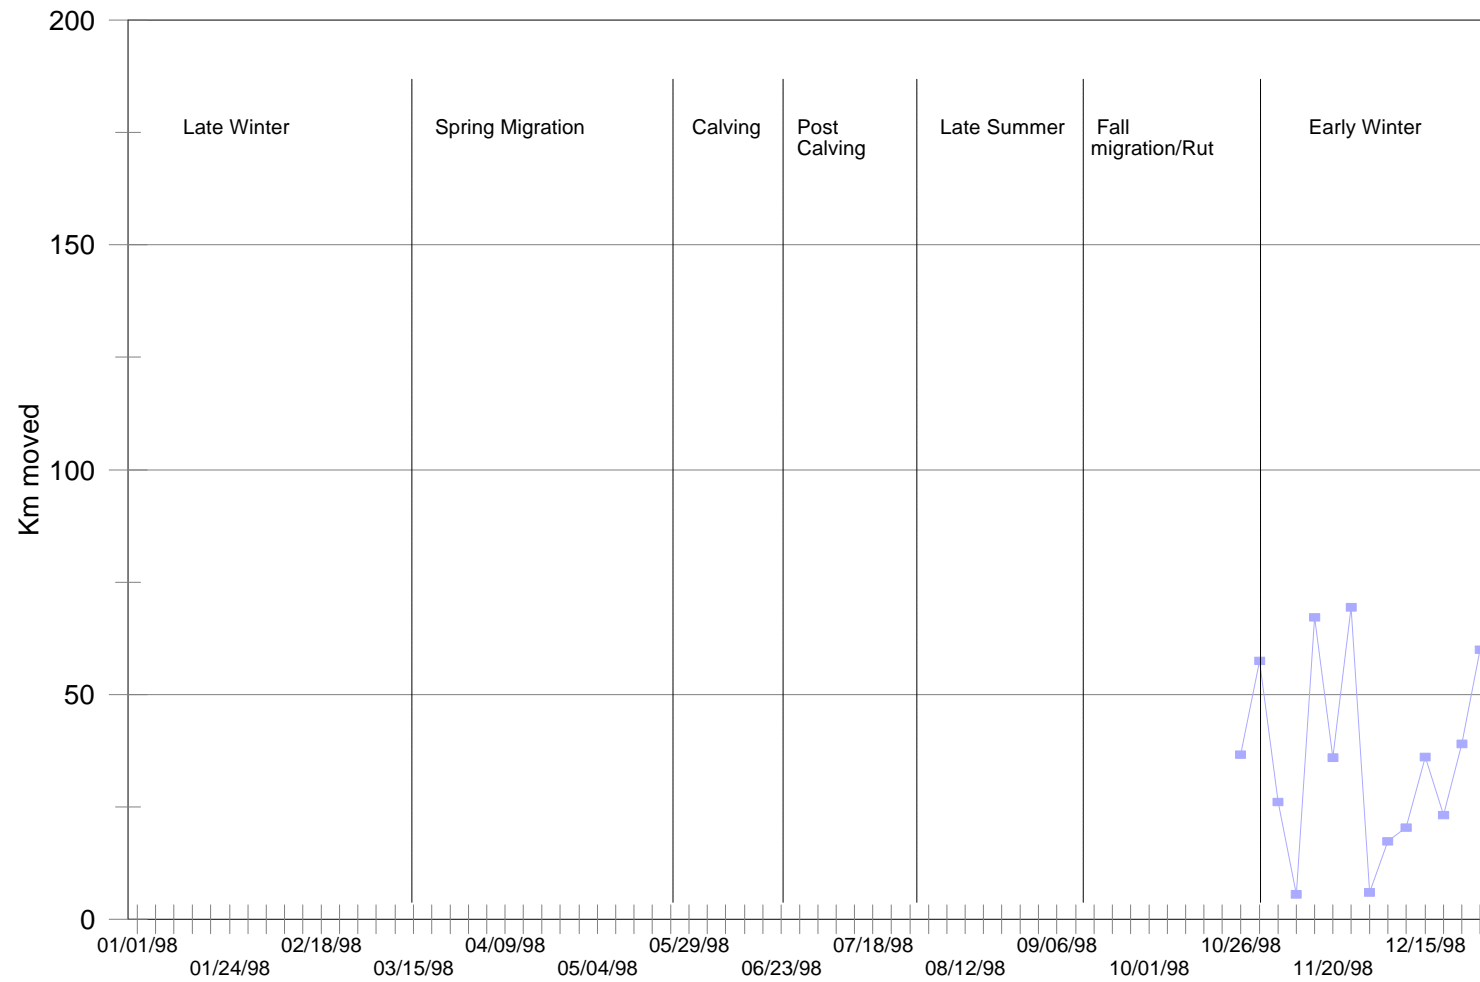 200
Late Winter
Spring Migration
Calving
Post
Calving
Late Summer
Fall
migration/Rut
Early Winter
150
Km moved
100
50
0
01/01/98
02/18/98
04/09/98
05/29/98
07/18/98
09/06/98
10/26/98
12/15/98
01/24/98
03/15/98
05/04/98
06/23/98
08/12/98
10/01/98
11/20/98